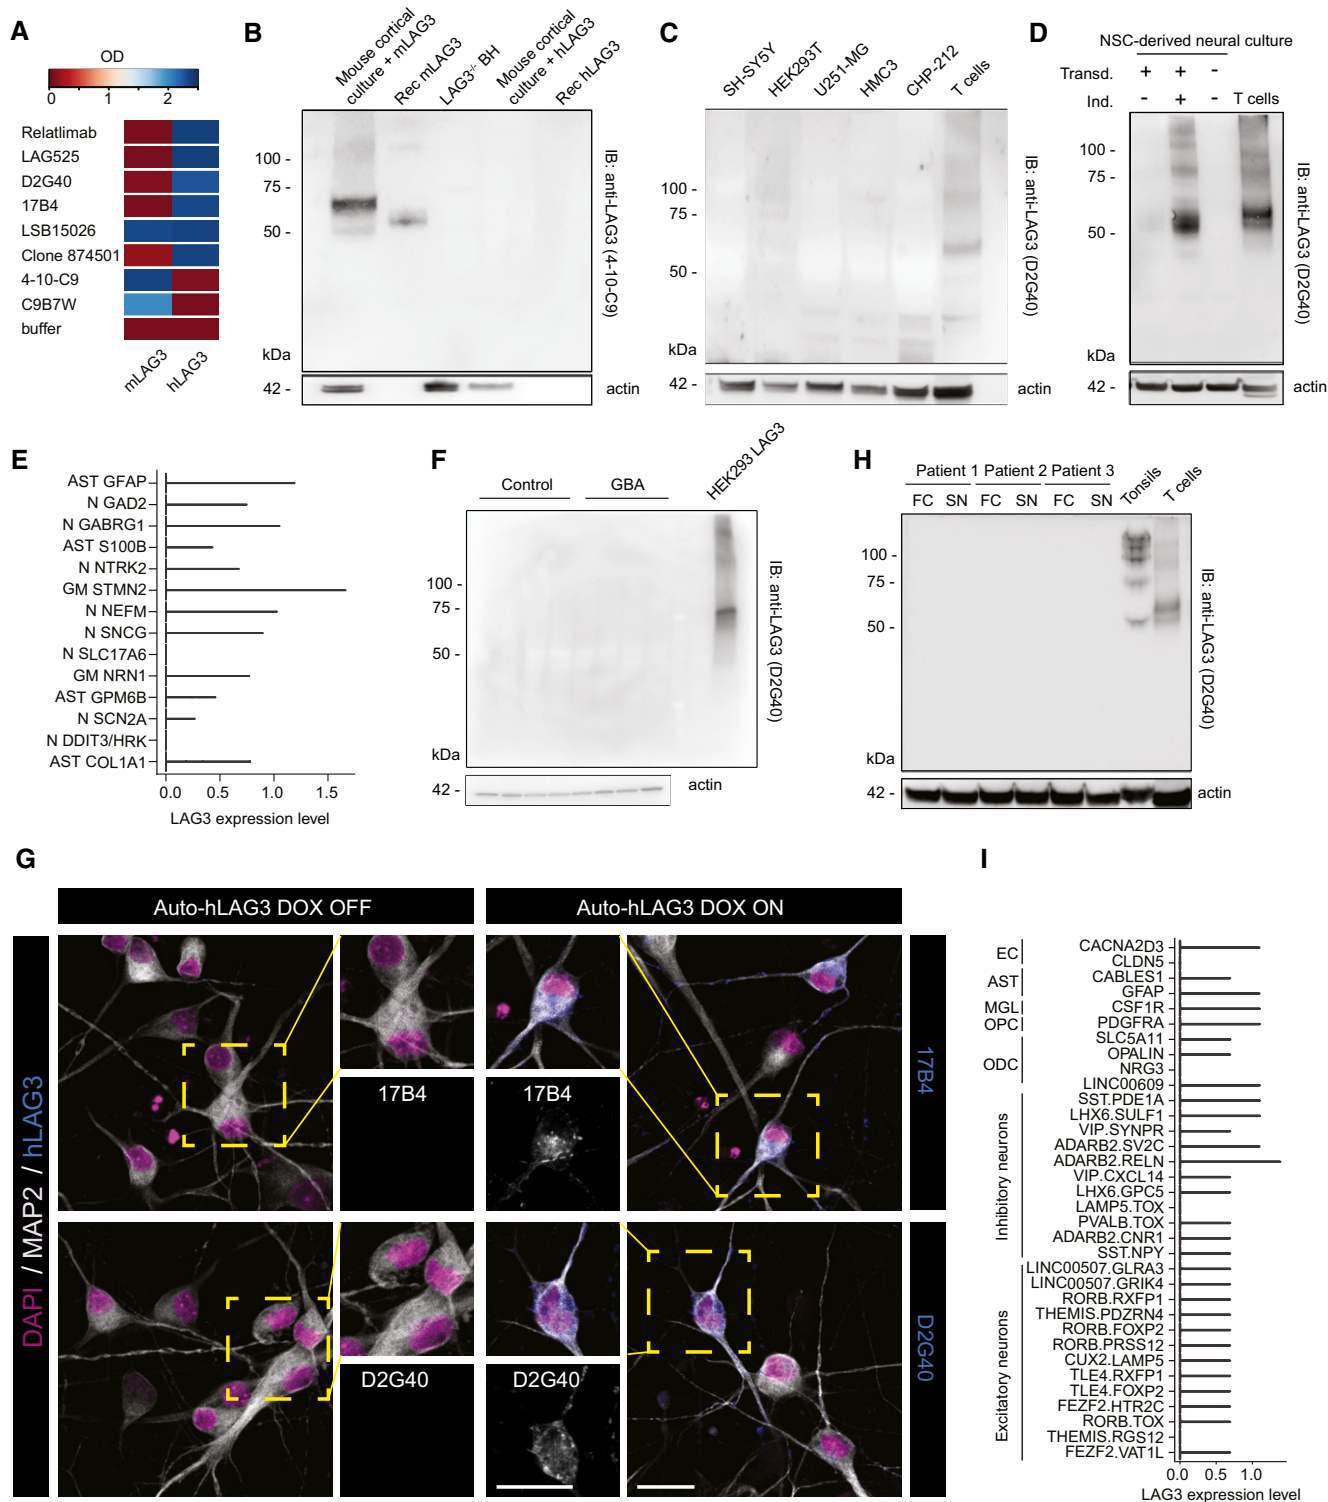 A
OD
0
1
2
Relatlimab
LAG525
D2G40
17B4
LSB15026
Clone 874501
4-10-C9
C9B7W
buffer
mLAG3
hLAG3
B
Mouse cortical
culture + mLAG3
Rec mLAG3
LAG3-/- BH
Mouse cortical
culture + hLAG3
Rec hLAG3
100 -
75 -
50 -
kDa
42 -
IB: anti-LAG3 (4-10-C9)
actin
C
SH-SY5Y
HEK293T
U251-MG
HMC3
CHP-212
T cells
100 -
75 -
50 -
kDa
42 -
IB: anti-LAG3 (D2G40)
actin
D
NSC-derived neural culture
Transd. + + -
Ind. - + - T cells
100 -
75 -
50 -
kDa
42 -
IB: anti-LAG3 (D2G40)
actin
E
AST GFAP
N GAD2
N GABRG1
AST S100B
N NTRK2
GM STMN2
N NEFM
N SNCG
N SLC17A6
GM NRN1
AST GPM6B
N SCN2A
N DDIT3/HRK
AST COL1A1
0.0 0.5 1.0 1.5
LAG3 expression level
F
Control
GBA
HEK293 LAG3
100 -
75 -
50 -
kDa
42 -
IB: anti-LAG3 (D2G40)
actin
H
Patient 1 Patient 2 Patient 3
FC SN FC SN FC SN Tonsils T cells
100 -
75 -
50 -
kDa
42 -
IB: anti-LAG3 (D2G40)
actin
G
Auto-hLAG3 DOX OFF
Auto-hLAG3 DOX ON
DAPI / MAP2 / hLAG3
17B4
17B4
17B4
D2G40
D2G40
D2G40
I
EC
AST
MGL
OPC
ODC
Inhibitory neurons
Excitatory neurons
CACNA2D3
CLDN5
CABLES1
GFAP
CSF1R
PDGFRA
SLC5A11
OPALIN
NRG3
LINC00609
SST.PDE1A
LHX6.SULF1
VIP.SYNPR
ADARB2.SV2C
ADARB2.RELN
VIP.CXCL14
LHX6.GPC5
LAMP5.TOX
PVALB.TOX
ADARB2.CNR1
SST.NPY
LINC00507.GLRA3
LINC00507.GRIK4
RORB.RXFP1
THEMIS.PDZRN4
RORB.FOXP2
RORB.PRSS12
CUX2.LAMP5
TLE4.RXFP1
TLE4.FOXP2
FEZF2.HTR2C
RORB.TOX
THEMIS.RGS12
FEZF2.VAT1L
0.0 0.5 1.0
LAG3 expression level